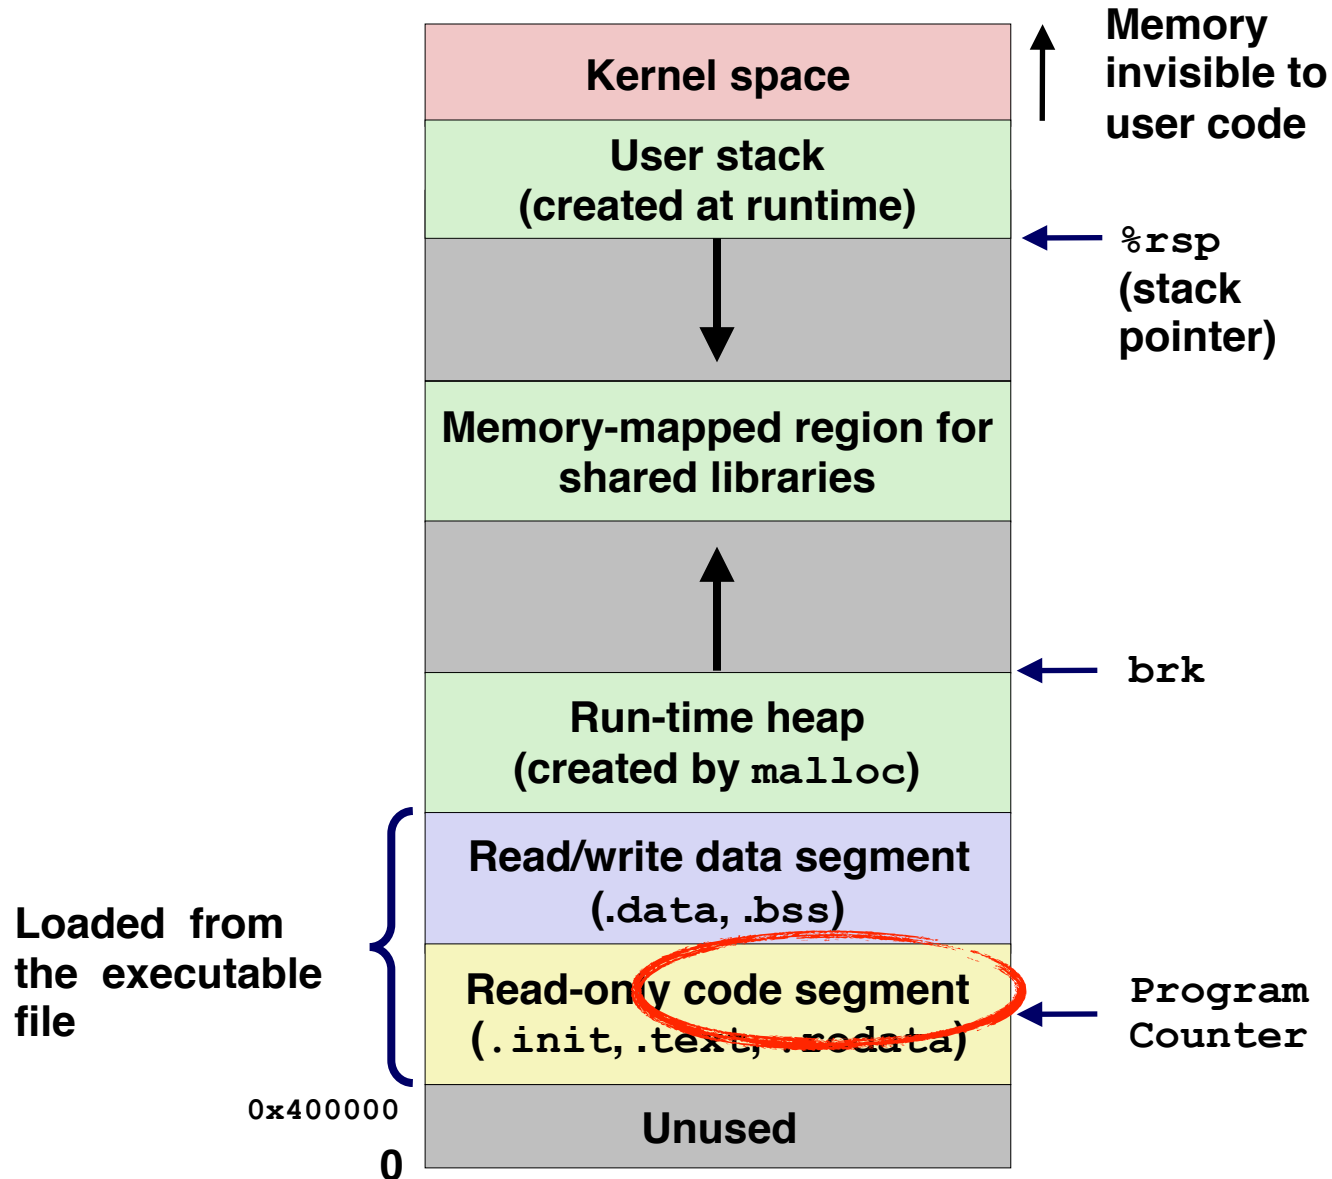 Kernel space
Memory
invisible to
user code
User stack
(created at runtime)
%rsp
(stack
pointer)
Memory-mapped region for
shared libraries
brk
Run-time heap
(created by malloc)
Read/write data segment
(.data, .bss)
Loaded from
the executable
file
Read-only code segment
(.init, .text, .rodata)
Program
Counter
0x400000
Unused
0